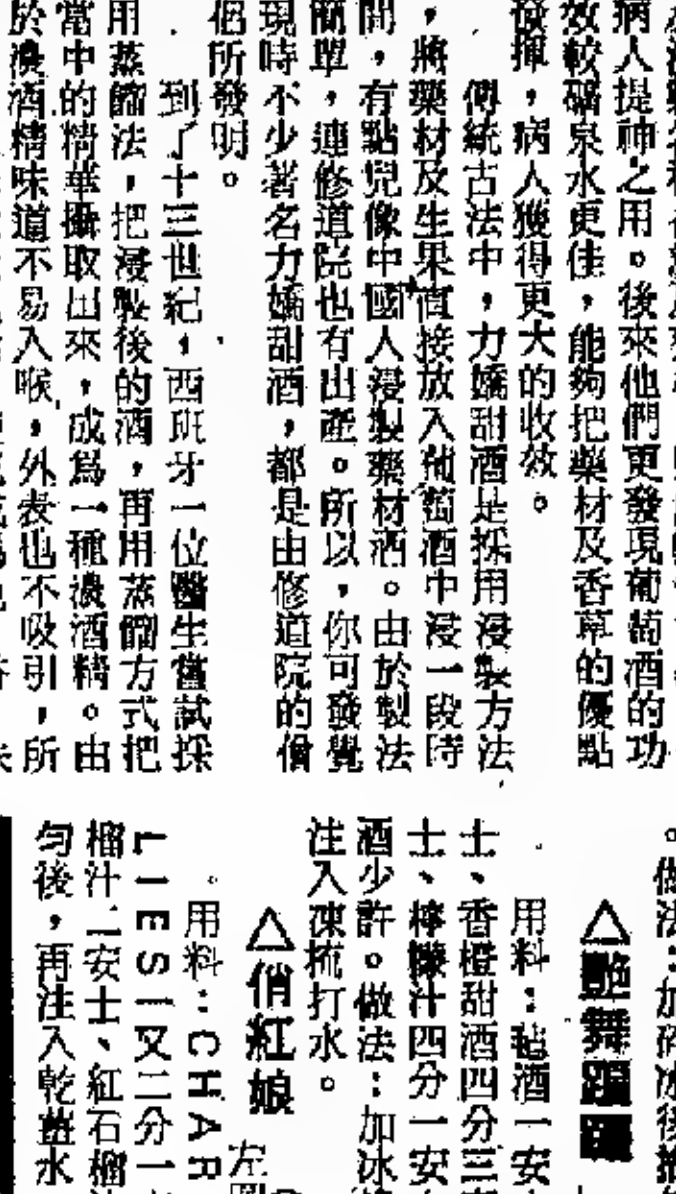 病人提神之用。後來他們更發現葡萄酒的功
效較礦泉水更佳,能夠把藥材及香草的優點
發揮,病人獲得更大的收效。
傳統古法中,力嬌甜酒是採用浸製方法
,將藥材及生果直接放入葡萄酒中浸一段時
間,有點兒像中國人浸製藥材酒。由於製法
簡單,連修道院也有出產。所以,你可發覺
現時不少著名力嬌甜酒,都是由修道院的僧
侶所發明。
到了十三世紀,西班牙一位醫生嘗試採
用蒸餾法,把浸製後的酒,再用蒸餾方式把
當中的精華攝取出來,成為一種濃酒精。由
於濃酒精味道不易入喉,外表也不吸引,所
。做法:加碎冰後
△艷舞蹁躚
用料:氈酒一安
士、香橙甜酒四分三
士、檸檬汁四分一安
酒少許。做法:加冰
注入凍梳打水。
△俏紅娘
用料:CHAR
LIES一又二分一
榴汁二安士、紅石榴
勻後,再注入乾薑水
左